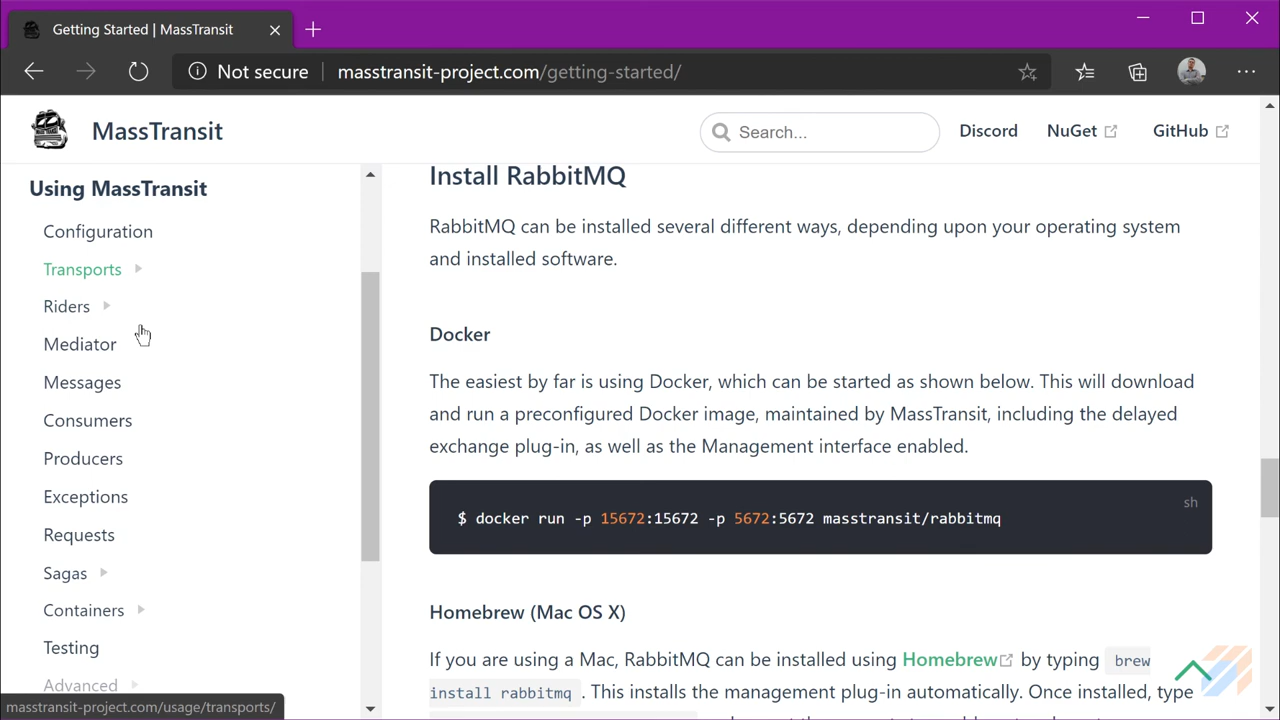 Getting Started | MassTransit
Not secure
masstransit-project.com/getting-started/
MassTransit
Search...
Discord
NuGet
GitHub
Using MassTransit
Configuration
Transports
Riders
Mediator
Messages
Consumers
Producers
Exceptions
Requests
Sagas
Containers
Testing
Advanced
masstransit-project.com/usage/transports/
Install RabbitMQ
RabbitMQ can be installed several different ways, depending upon your operating system
and installed software.
Docker
The easiest by far is using Docker, which can be started as shown below. This will download
and run a preconfigured Docker image, maintained by MassTransit, including the delayed
exchange plug-in, as well as the Management interface enabled.
sh
$ docker run -p 15672:15672 -p 5672:5672 masstransit/rabbitmq
Homebrew (Mac OS X)
If you are using a Mac, RabbitMQ can be installed using Homebrew by typing brew
install rabbitmq . This installs the management plug-in automatically. Once installed, type